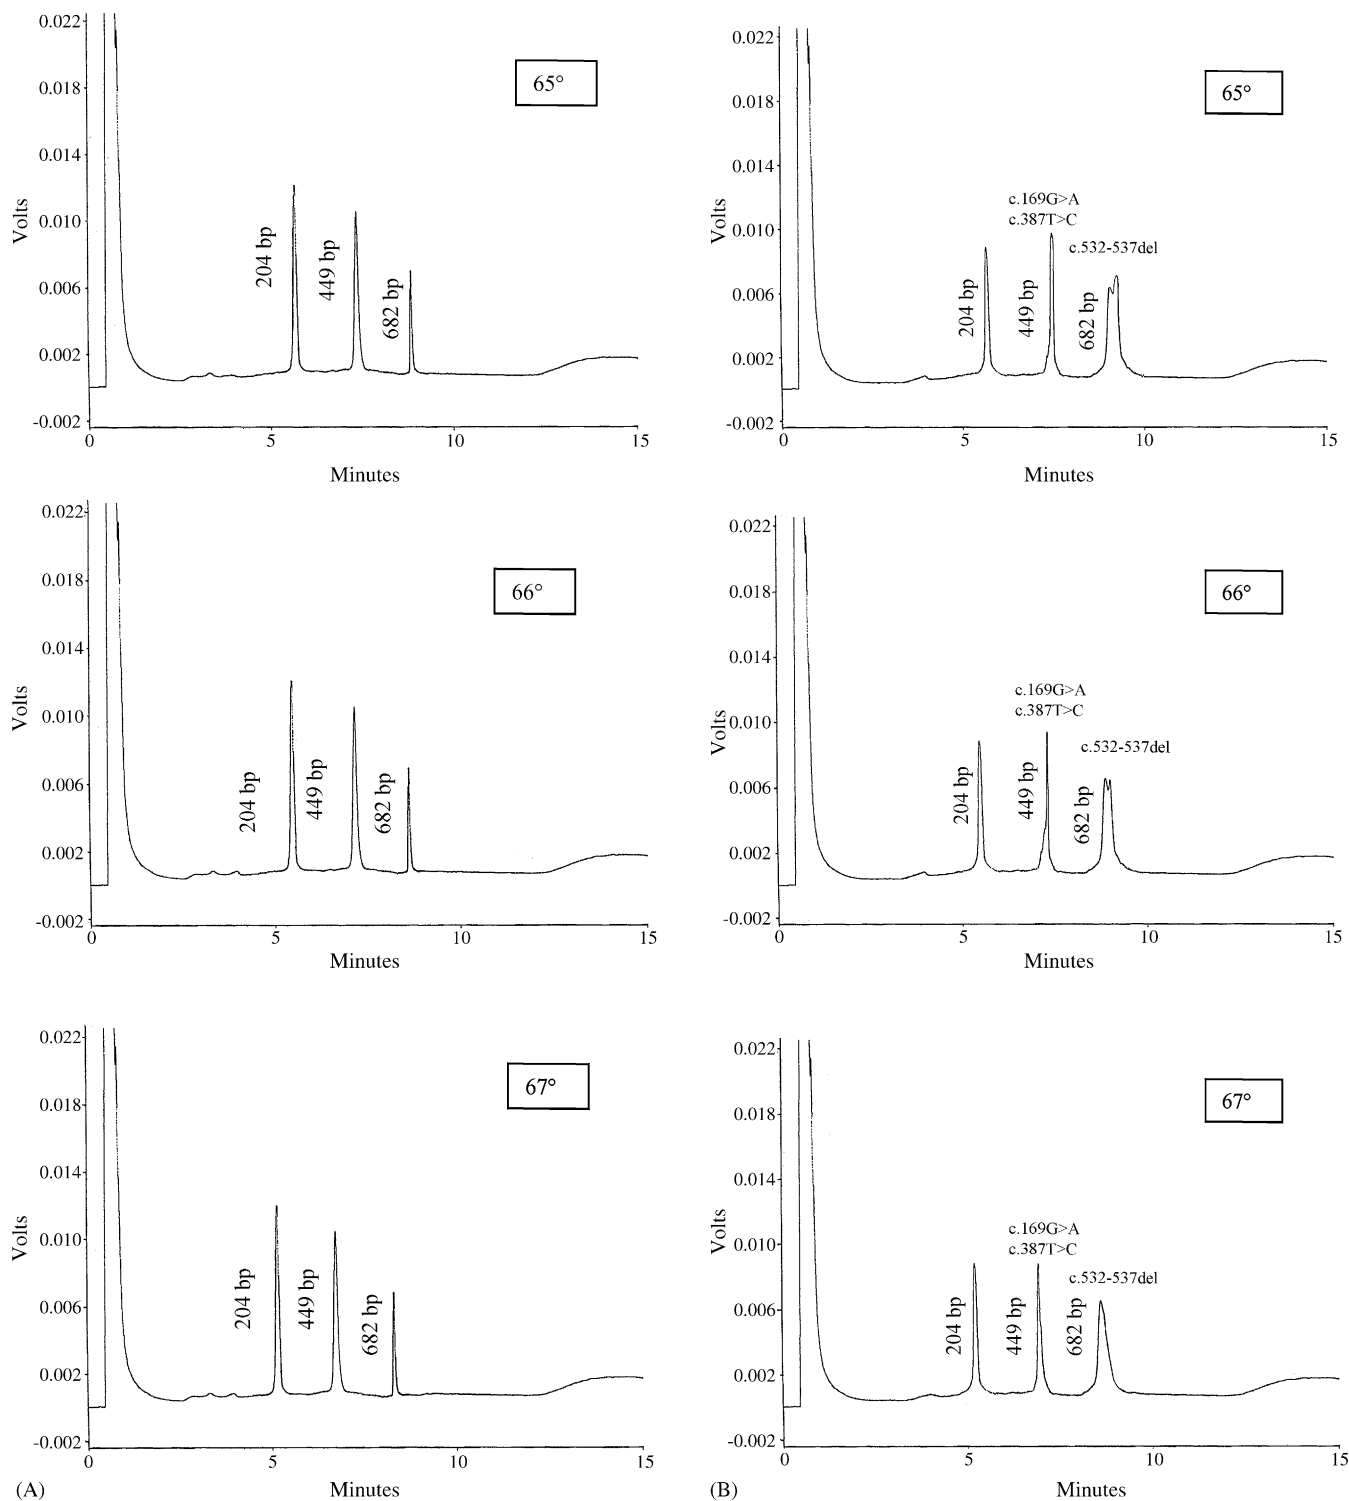 0.022
0.018
0.014
0.010
0.006
0.002
-0.002
Volts
65°
204 bp
449 bp
682 bp
0
5
10
15
Minutes
0.022
0.018
0.014
0.010
0.006
0.002
-0.002
Volts
65°
c.169G>A
c.387T>C
c.532-537del
204 bp
449 bp
682 bp
0
5
10
15
Minutes
0.022
0.018
0.014
0.010
0.006
0.002
-0.002
Volts
66°
204 bp
449 bp
682 bp
0
5
10
15
Minutes
0.022
0.018
0.014
0.010
0.006
0.002
-0.002
Volts
66°
c.169G>A
c.387T>C
c.532-537del
204 bp
449 bp
682 bp
0
5
10
15
Minutes
0.022
0.018
0.014
0.010
0.006
0.002
-0.002
Volts
67°
204 bp
449 bp
682 bp
0
5
10
15
Minutes
(A)
0.022
0.018
0.014
0.010
0.006
0.002
-0.002
Volts
67°
c.169G>A
c.387T>C
c.532-537del
204 bp
449 bp
682 bp
0
5
10
15
Minutes
(B)